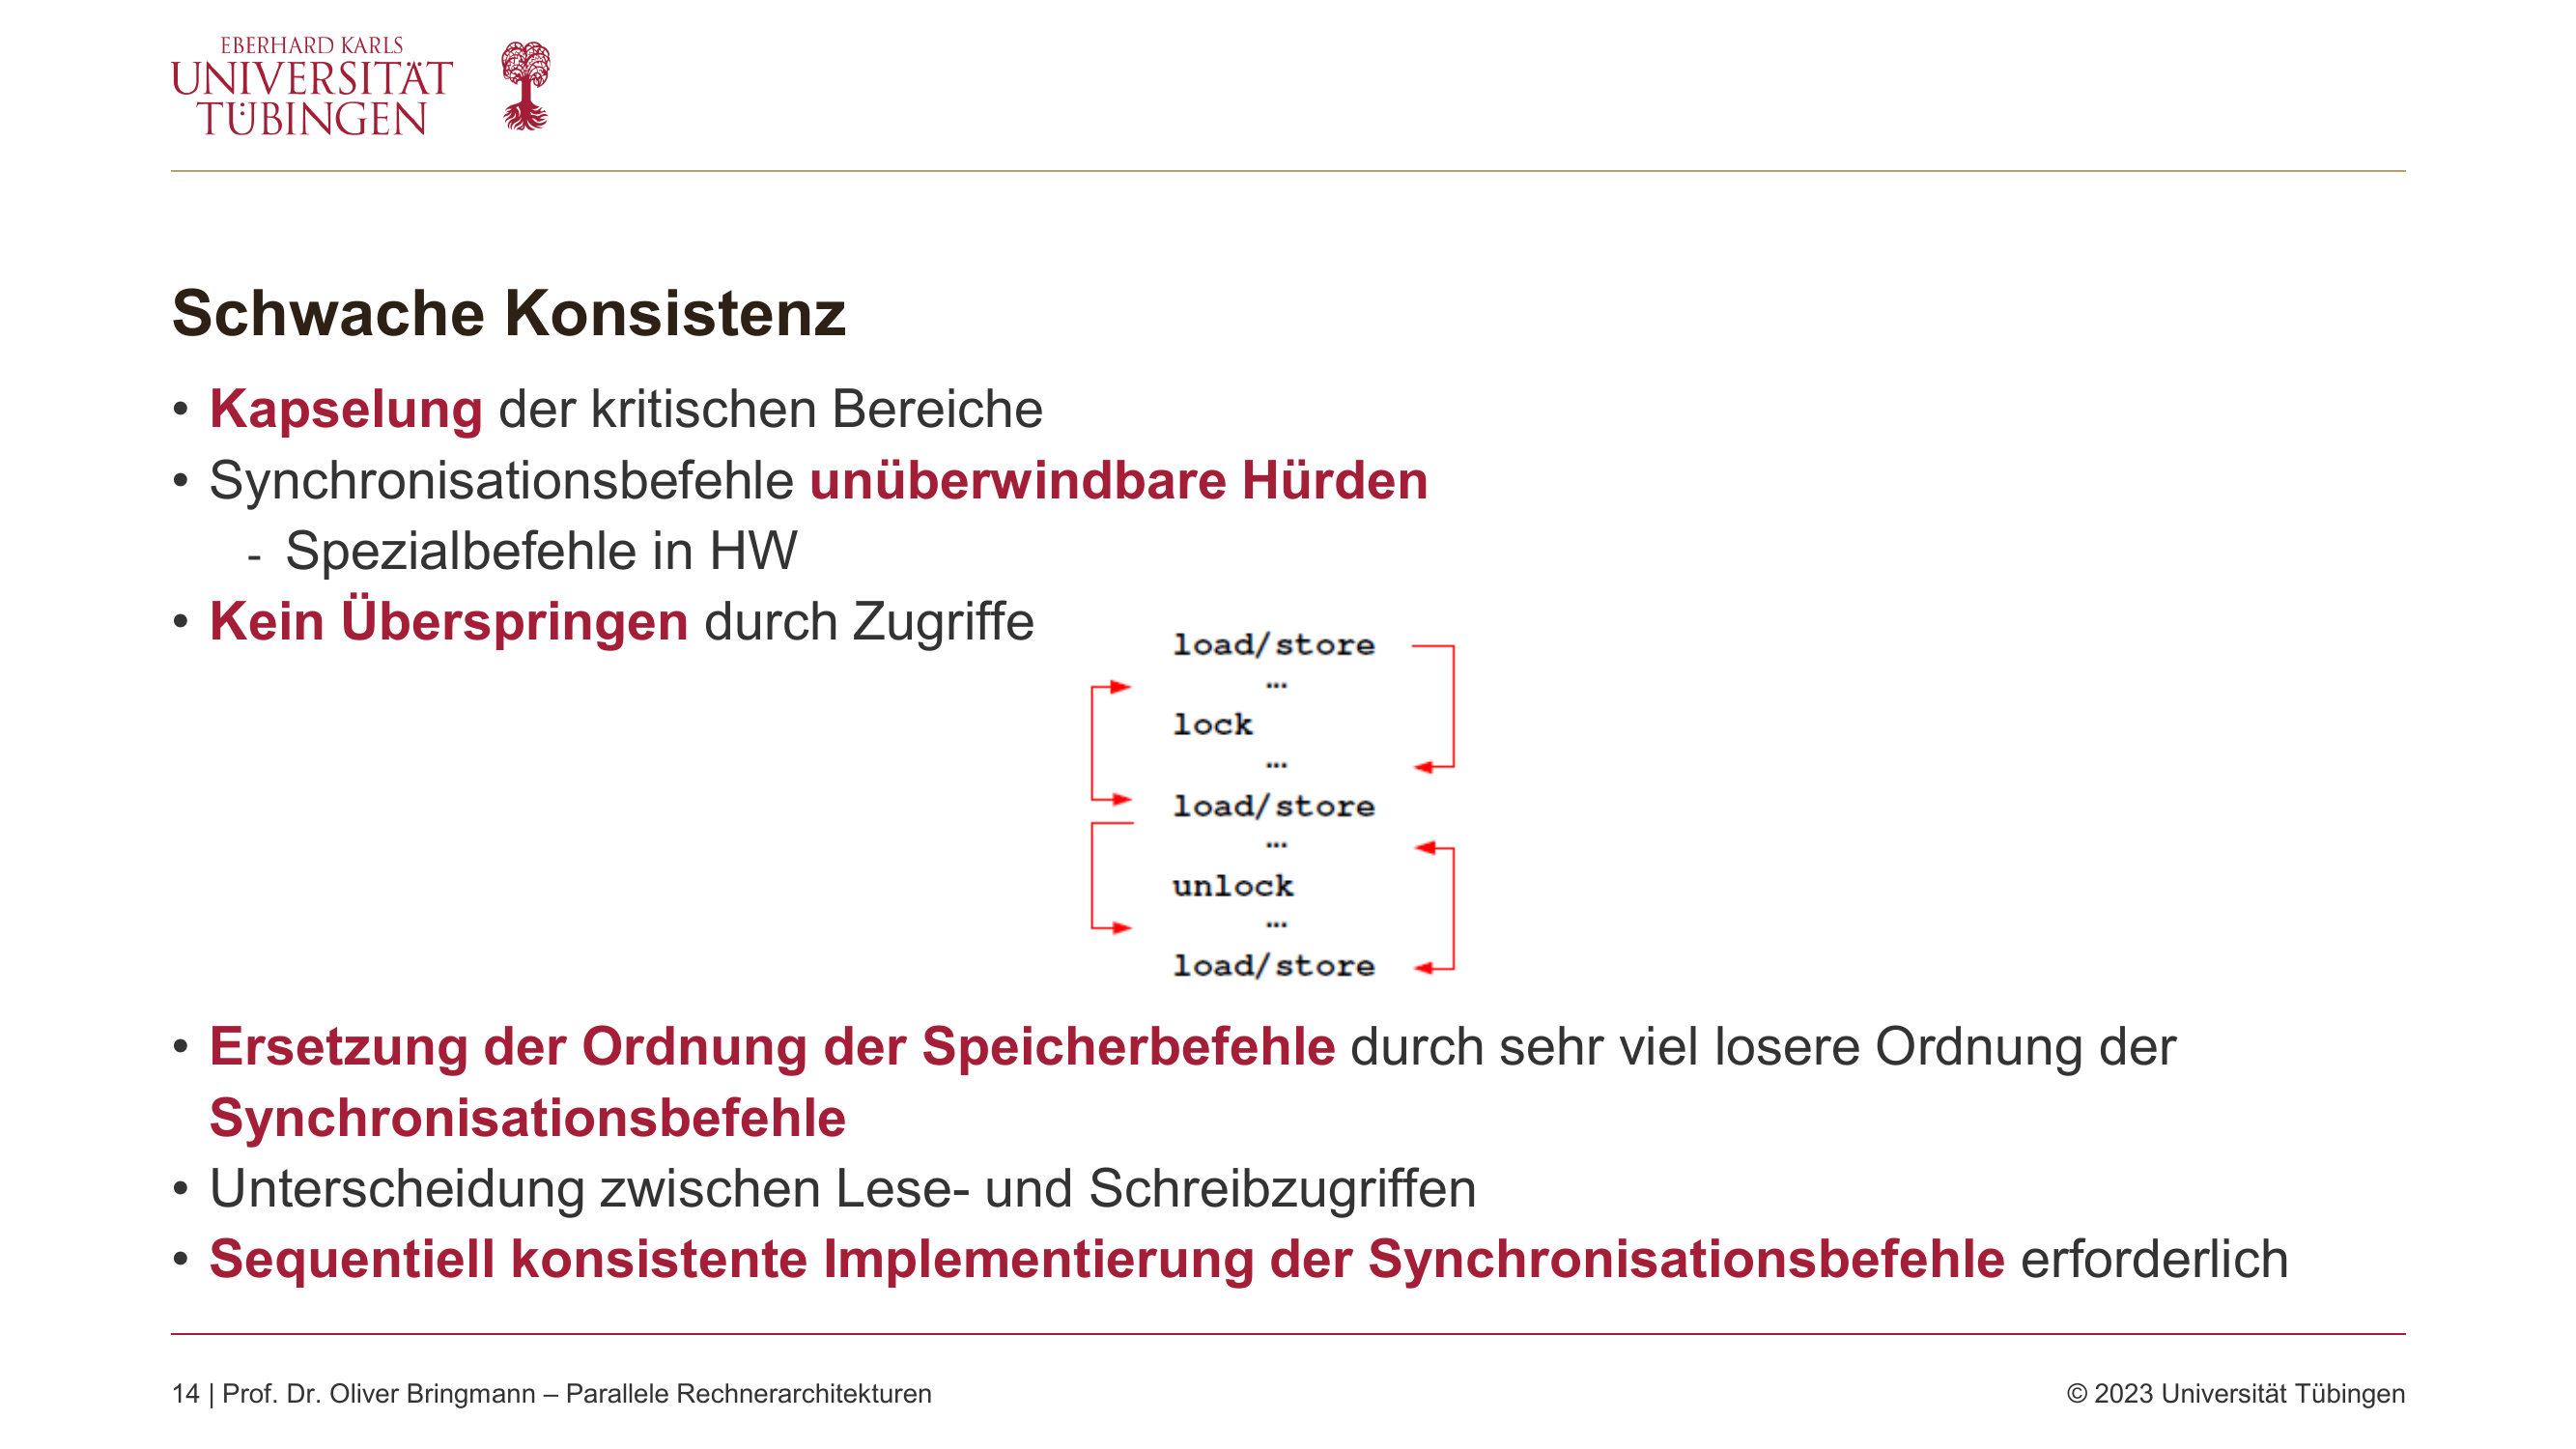 EBERHARD KARLS
UNIVERSITÄT
TÜBINGEN
Schwache Konsistenz
• Kapselung der kritischen Bereiche
• Synchronisationsbefehle unüberwindbare Hürden
- Spezialbefehle in HW
• Kein Überspringen durch Zugriffe
load/store
...
lock
...
load/store
...
unlock
...
load/store
• Ersetzung der Ordnung der Speicherbefehle durch sehr viel losere Ordnung der
Synchronisationsbefehle
• Unterscheidung zwischen Lese- und Schreibzugriffen
• Sequentiell konsistente Implementierung der Synchronisationsbefehle erforderlich
14 | Prof. Dr. Oliver Bringmann – Parallele Rechnerarchitekturen
© 2023 Universität Tübingen